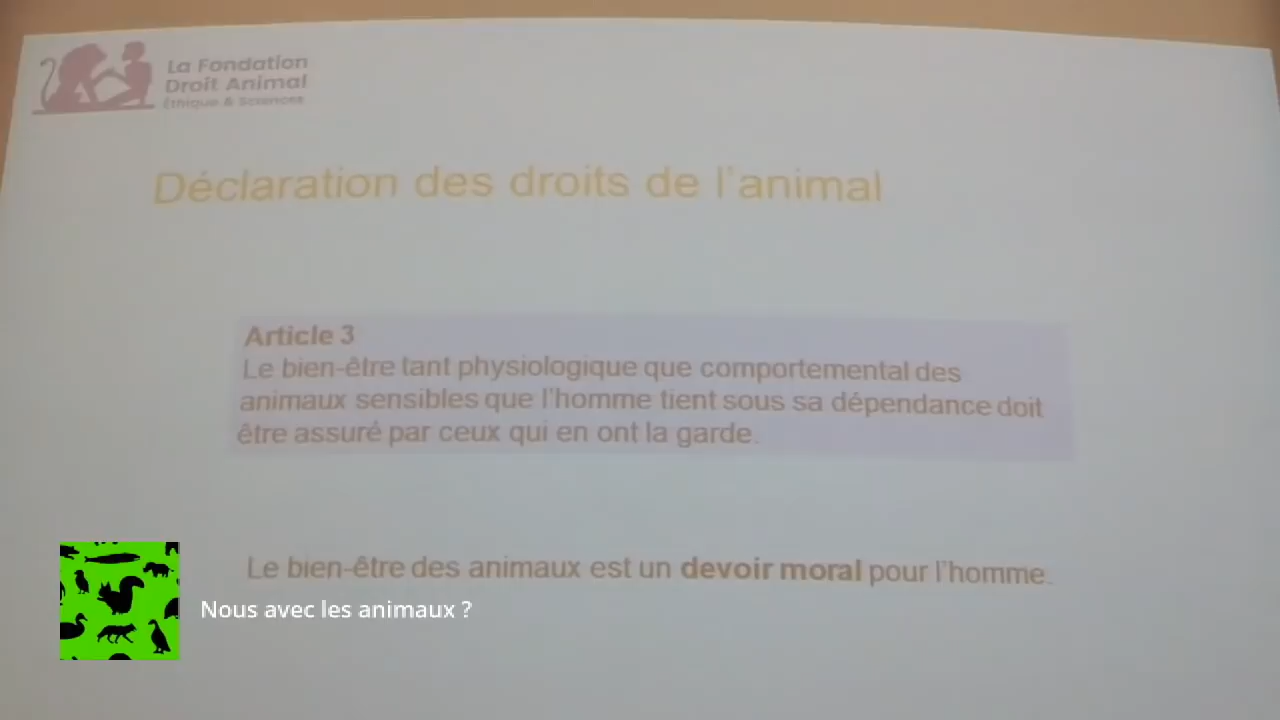 La Fondation
Droit Animal
Éthique & Sciences
Déclaration des droits de l'animal
Article 3
Le bien-être tant physiologique que comportemental des
animaux sensibles que l'homme tient sous sa dépendance doit
être assuré par ceux qui en ont la garde.
Le bien-être des animaux est un devoir moral pour l'homme.
Nous avec les animaux ?